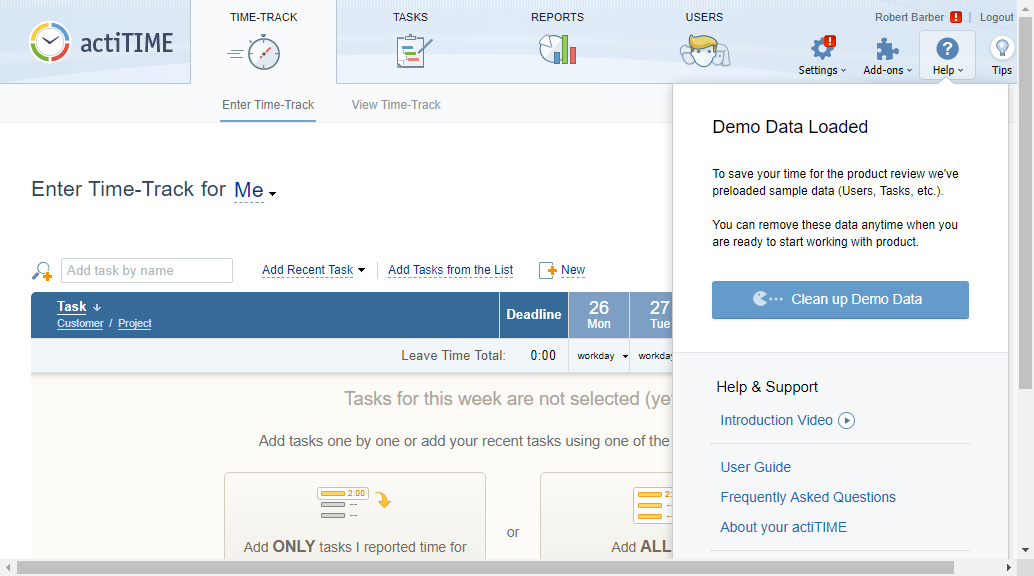 actiTIME
TIME-TRACK
TASKS
REPORTS
USERS
Robert Barber
Logout
Settings
Add-ons
Help
Tips
Enter Time-Track
View Time-Track
Enter Time-Track for Me
Add task by name
Add Recent Task
Add Tasks from the List
New
Task
Customer / Project
Deadline
26
Mon
27
Tue
Leave Time Total:
0:00
workday
workday
Tasks for this week are not selected (yet
Add tasks one by one or add your recent tasks using one of the
2:00
Add ONLY tasks I reported time for
or
2:
Add ALL
Demo Data Loaded
To save your time for the product review we've
preloaded sample data (Users, Tasks, etc.).
You can remove these data anytime when you
are ready to start working with product.
Clean up Demo Data
Help & Support
Introduction Video
User Guide
Frequently Asked Questions
About your actiTIME